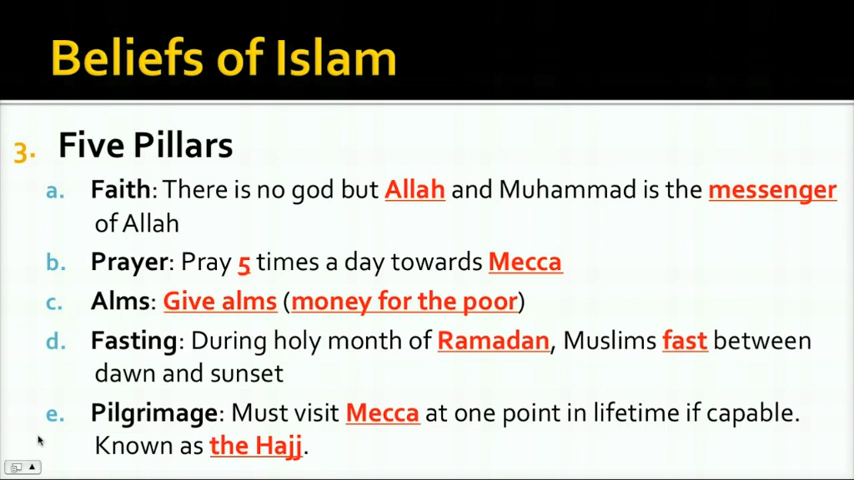 Beliefs of Islam
3. Five Pillars
a. Faith: There is no god but Allah and Muhammad is the messenger
of Allah
b. Prayer: Pray 5 times a day towards Mecca
c. Alms: Give alms (money for the poor)
d. Fasting: During holy month of Ramadan, Muslims fast between
dawn and sunset
e. Pilgrimage: Must visit Mecca at one point in lifetime if capable.
Known as the Hajj.